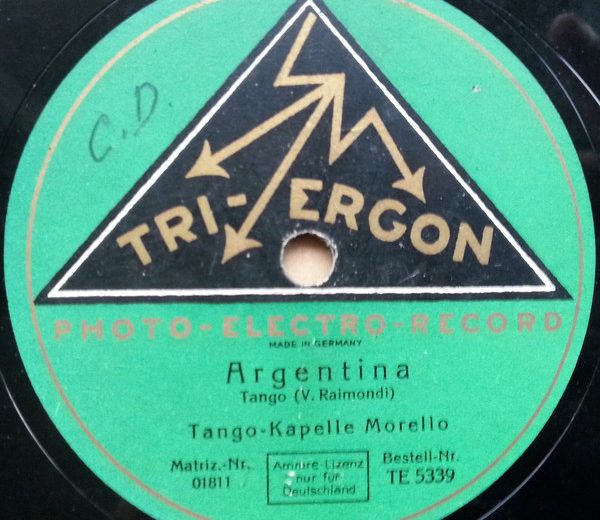 C.D.
TRI-ERGON
PHOTO-ELECTRO-RECORD
MADE IN GERMANY
Argentina
Tango (V. Raimondi)
Tango-Kapelle Morello
Matriz.-Nr.
01811
Ammre-Lizenz
nur für
Deutschland
Bestell-Nr.
TE 5339